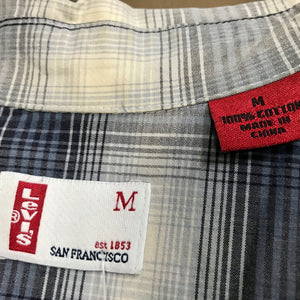 M
100% COTTON
MADE IN
CHINA
Levi's
®
M
est. 1853
SAN FRANCISCO